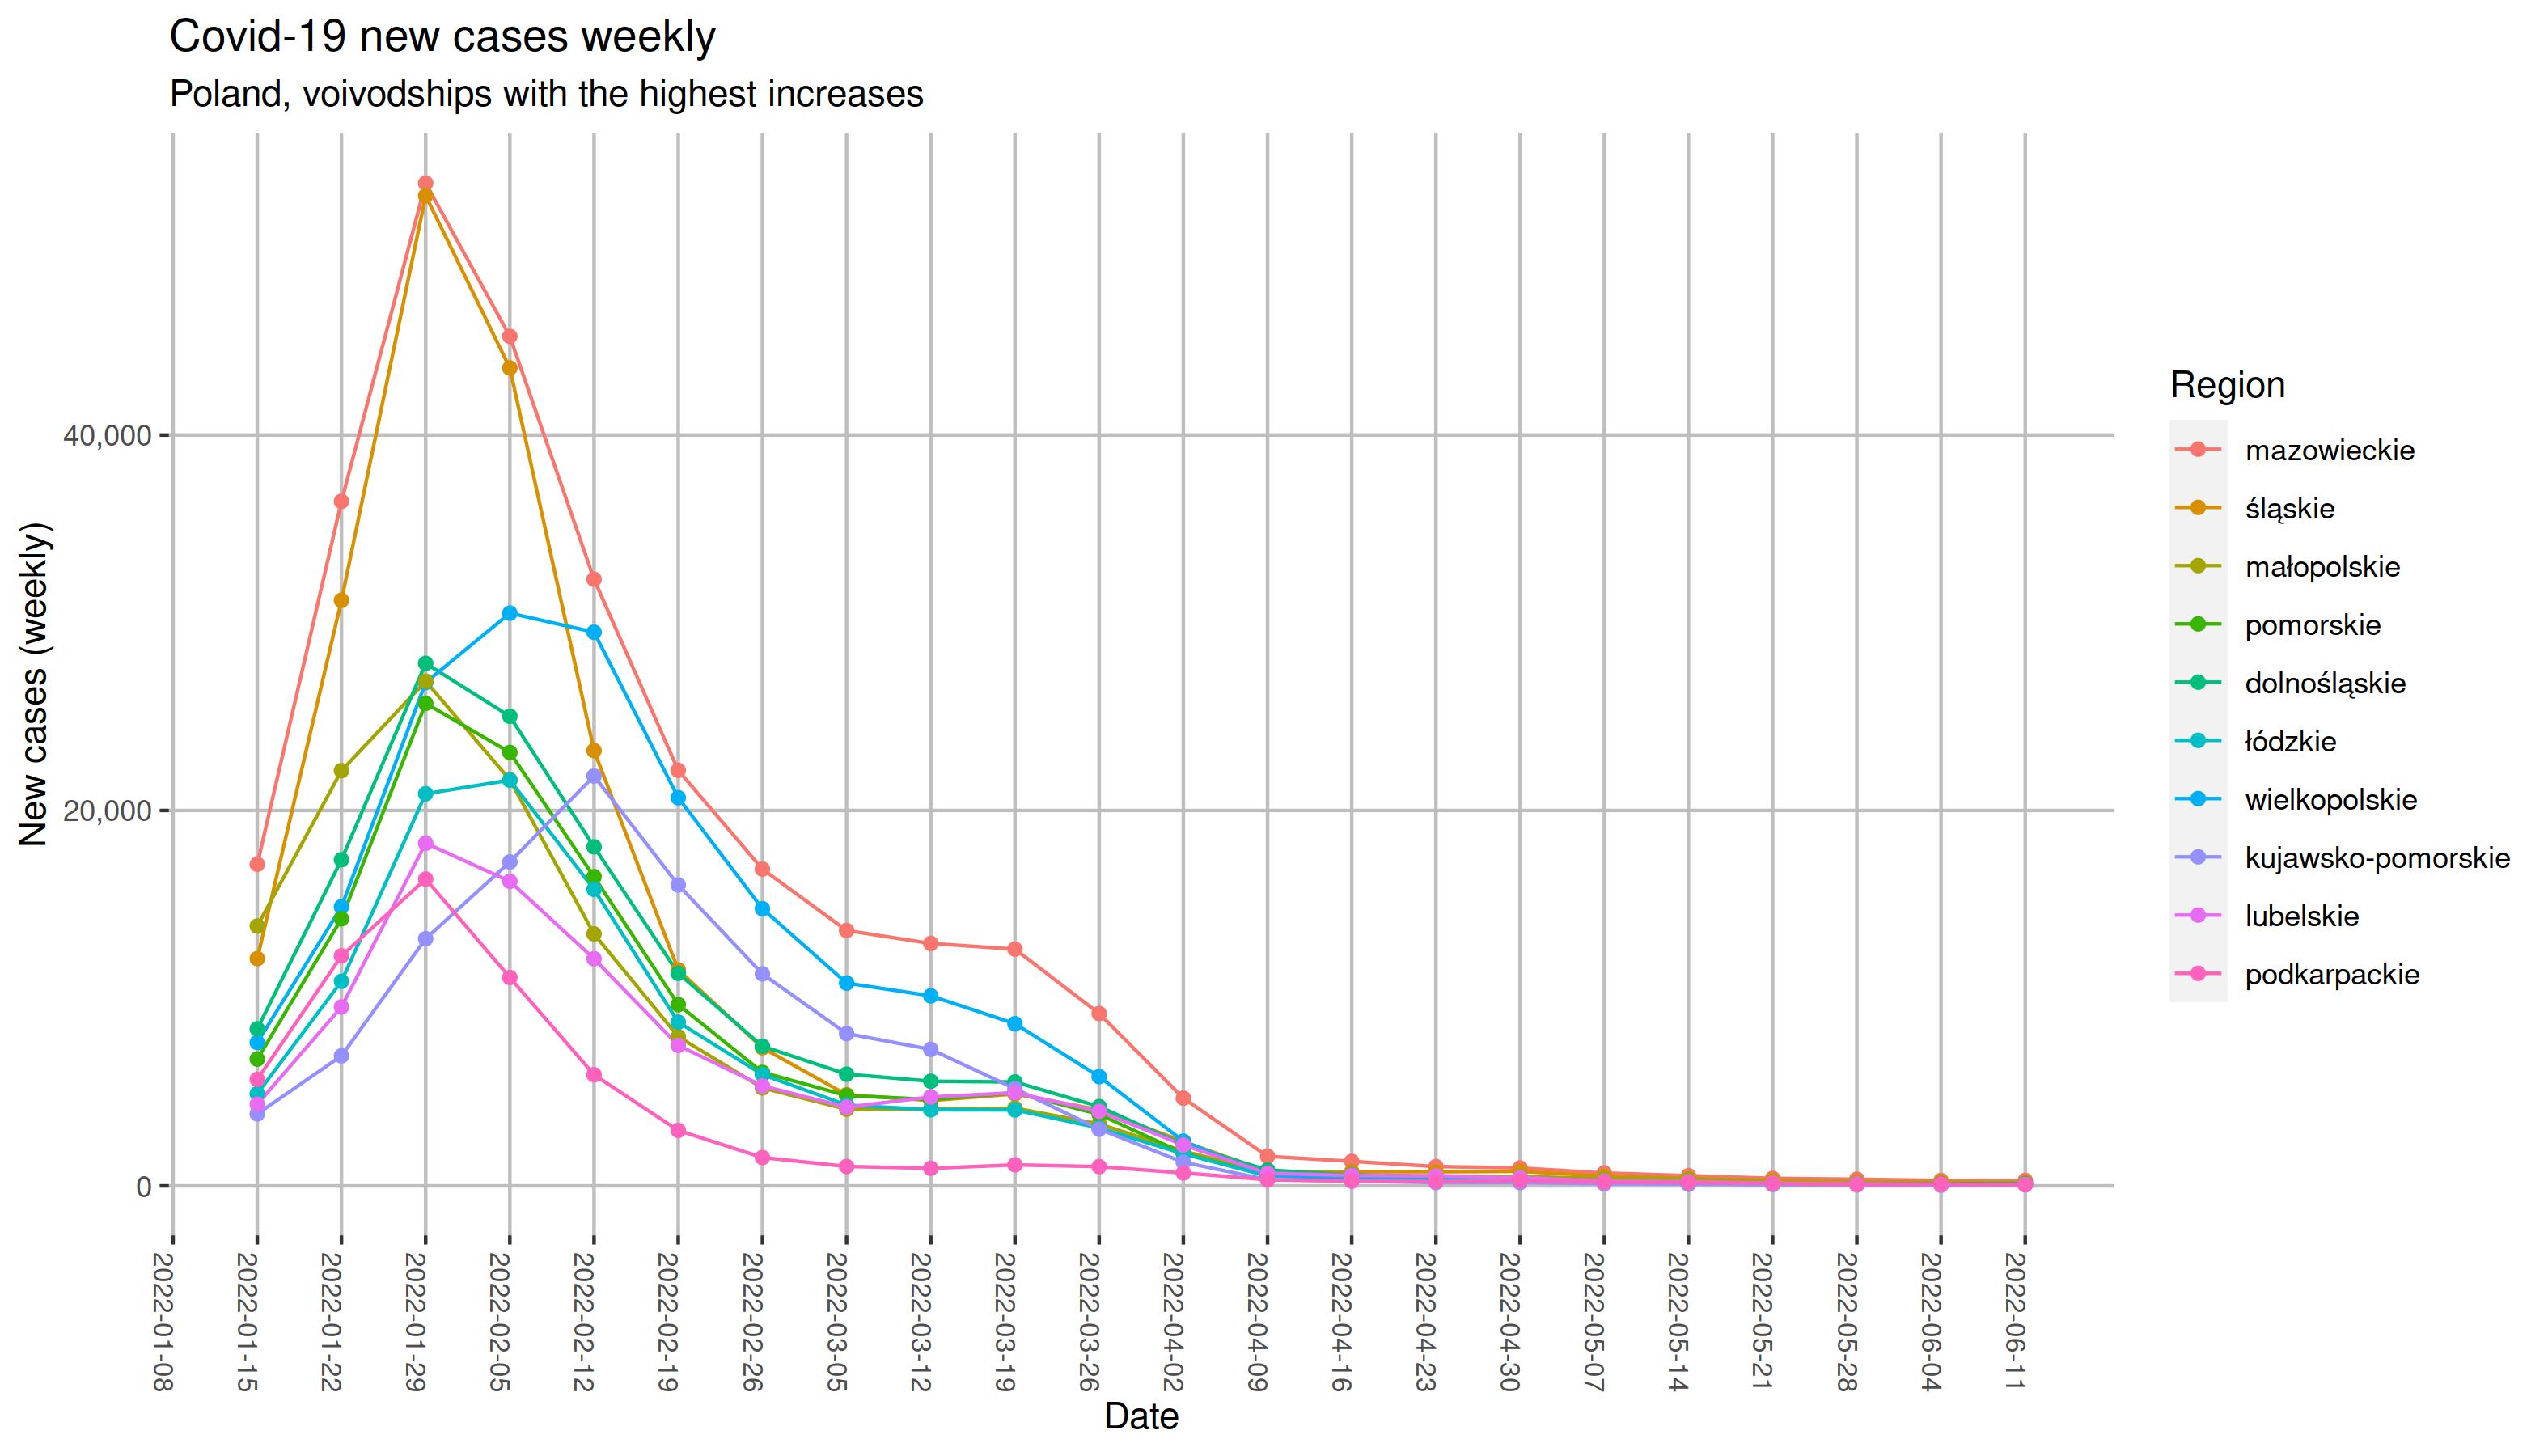 Covid-19 new cases weekly
Poland, voivodships with the highest increases
New cases (weekly)
40,000
20,000
0
2022-01-08
2022-01-15
2022-01-22
2022-01-29
2022-02-05
2022-02-12
2022-02-19
2022-02-26
2022-03-05
2022-03-12
2022-03-19
2022-03-26
2022-04-02
2022-04-09
2022-04-16
2022-04-23
2022-04-30
2022-05-07
2022-05-14
2022-05-21
2022-05-28
2022-06-04
2022-06-11
Date
Region
mazowieckie
śląskie
małopolskie
pomorskie
dolnośląskie
łódzkie
wielkopolskie
kujawsko-pomorskie
lubelskie
podkarpackie